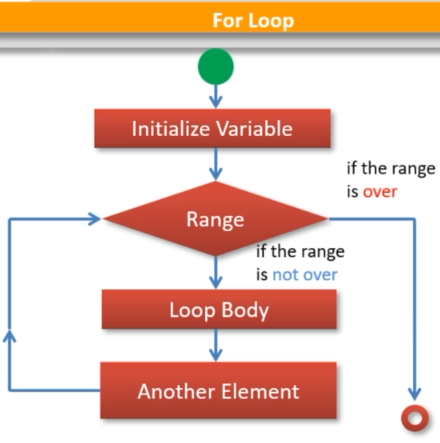 For Loop
Initialize Variable
if the range
is over
Range
if the range
is not over
Loop Body
Another Element